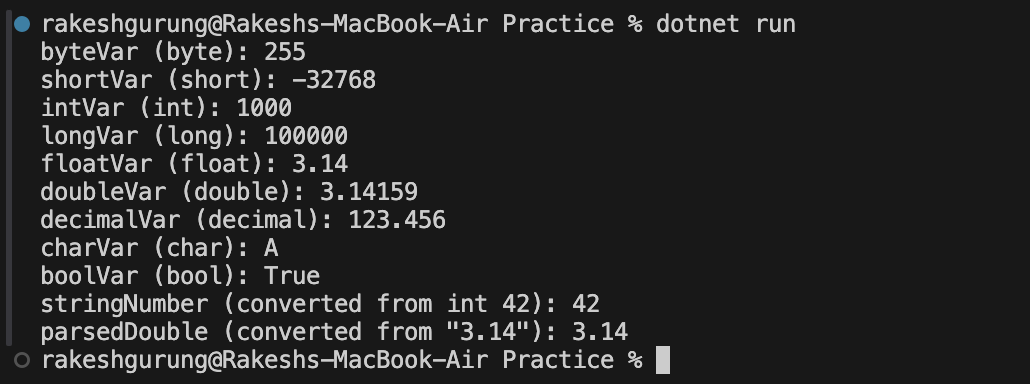 rakeshgurung@Rakeshs-MacBook-Air Practice % dotnet run
byteVar (byte): 255
shortVar (short): -32768
intVar (int): 1000
longVar (long): 100000
floatVar (float): 3.14
doubleVar (double): 3.14159
decimalVar (decimal): 123.456
charVar (char): A
boolVar (bool): True
stringNumber (converted from int 42): 42
parsedDouble (converted from "3.14"): 3.14
rakeshgurung@Rakeshs-MacBook-Air Practice %